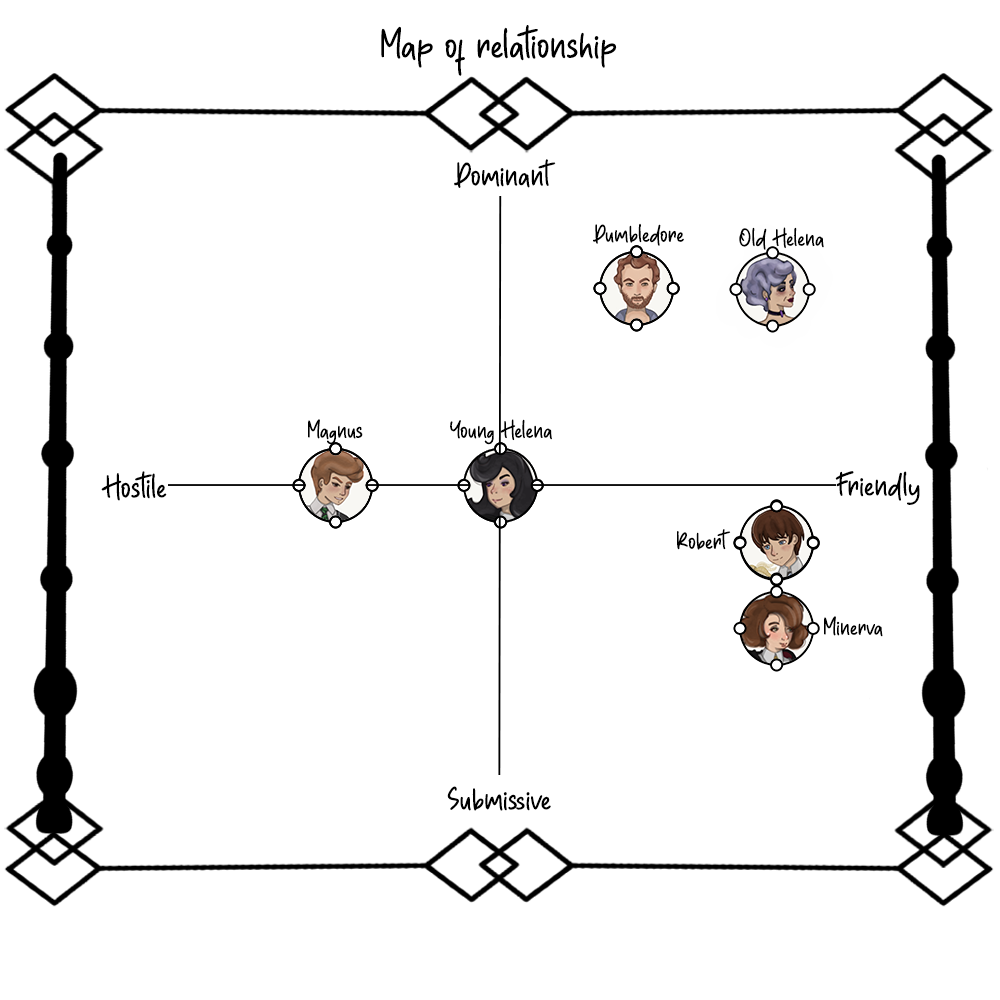 Map of relationship
Dominant
Dumbledore
Old Helena
Magnus
Young Helena
Hostile
Friendly
Robert
Minerva
Submissive